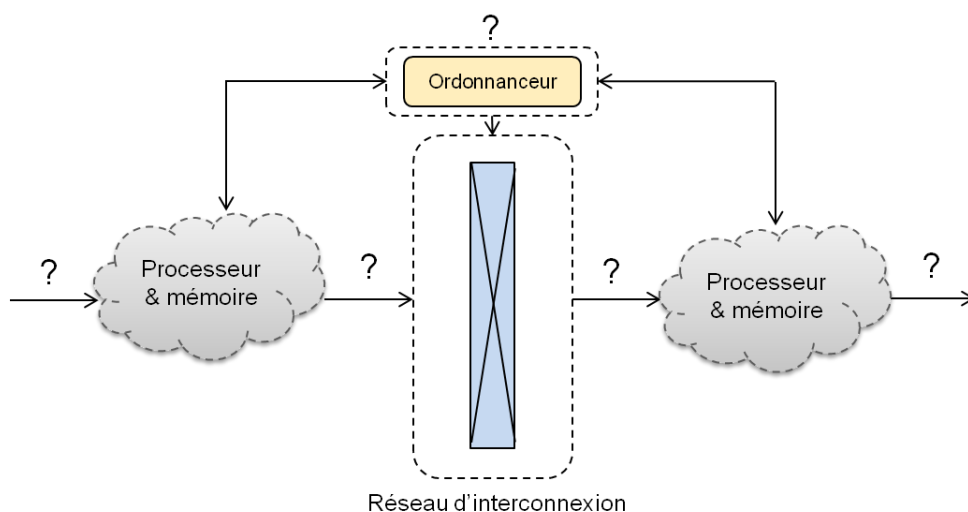 ?
Ordonnanceur
?
Processeur
& mémoire
?
?
Processeur
& mémoire
?
Réseau d'interconnexion